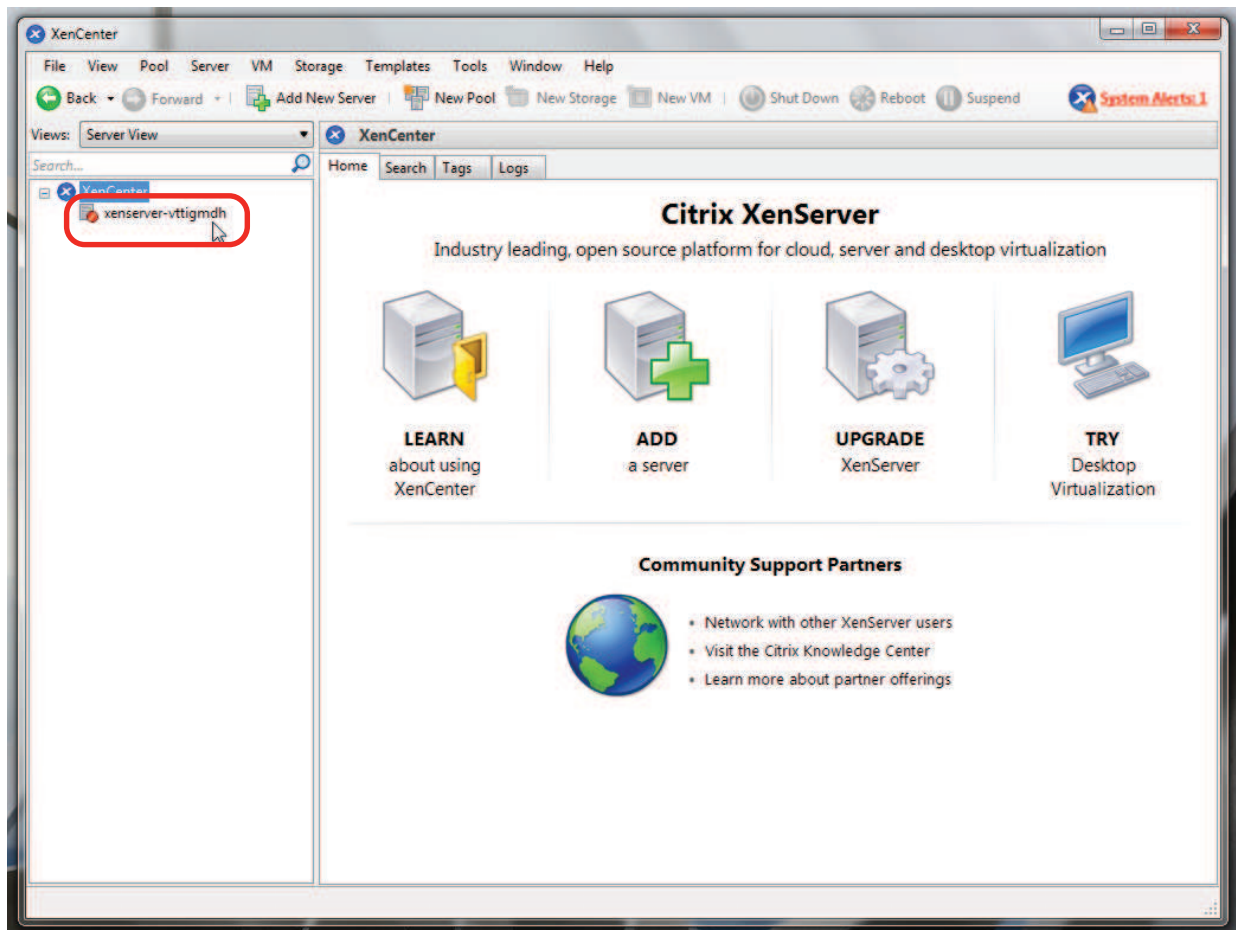 XenCenter
File View Pool Server VM Storage Templates Tools Window Help
Back Forward Add New Server New Pool New Storage New VM Shut Down Reboot Suspend System Alerts: 1
Views: Server View
XenCenter
Search...
Home Search Tags Logs
XenCenter
xenserver-vttigmdh
Citrix XenServer
Industry leading, open source platform for cloud, server and desktop virtualization
LEARN
about using
XenCenter
ADD
a server
UPGRADE
XenServer
TRY
Desktop
Virtualization
Community Support Partners
• Network with other XenServer users
• Visit the Citrix Knowledge Center
• Learn more about partner offerings